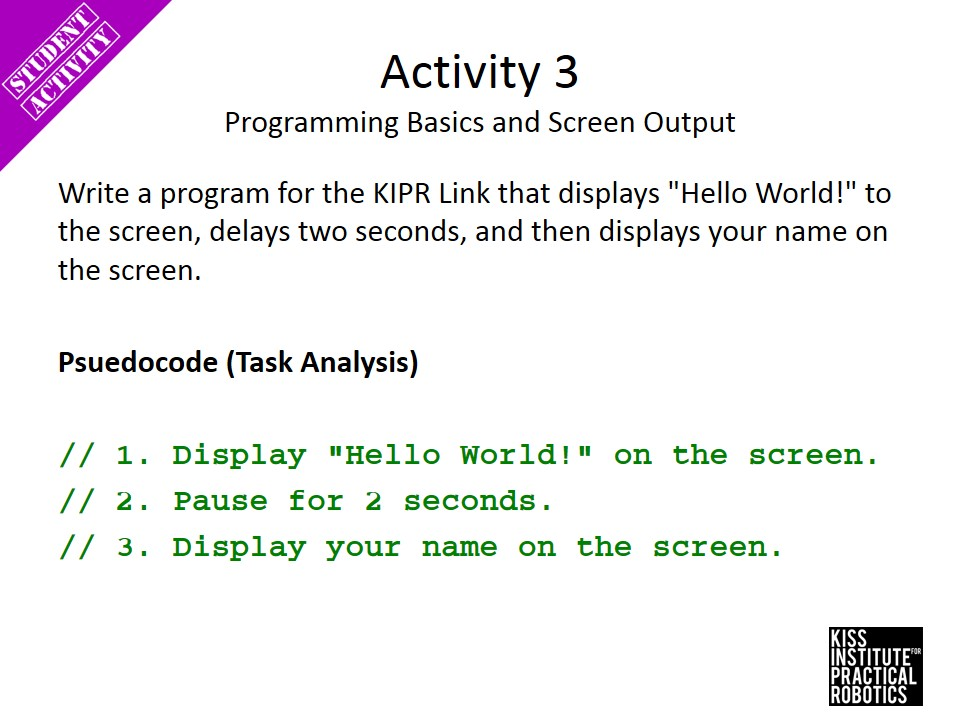 STUDENT
ACTIVITY
Activity 3
Programming Basics and Screen Output
Write a program for the KIPR Link that displays "Hello World!" to
the screen, delays two seconds, and then displays your name on
the screen.
Psuedocode (Task Analysis)
// 1. Display "Hello World!" on the screen.
// 2. Pause for 2 seconds.
// 3. Display your name on the screen.
KISS
INSTITUTE FOR
PRACTICAL
ROBOTICS